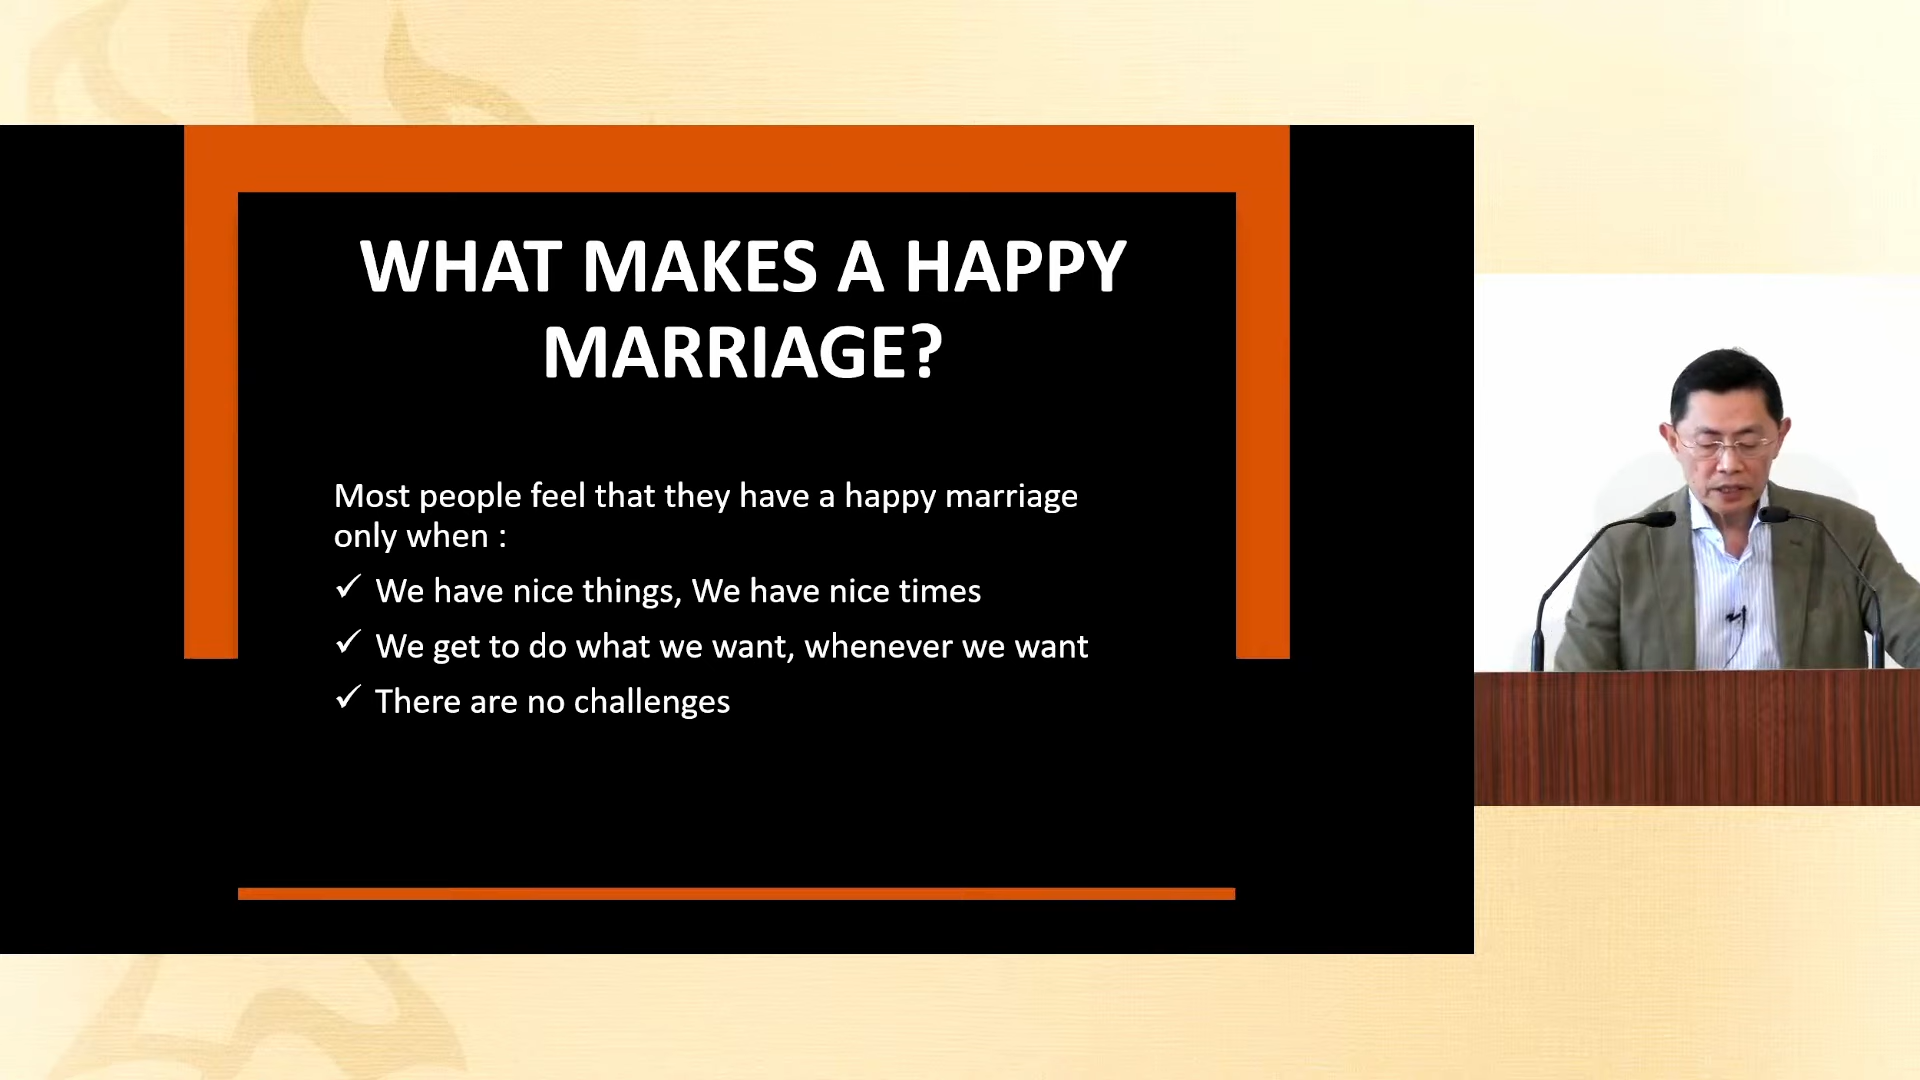 WHAT MAKES A HAPPY
MARRIAGE?
Most people feel that they have a happy marriage
only when :
✓ We have nice things, We have nice times
✓ We get to do what we want, whenever we want
✓ There are no challenges